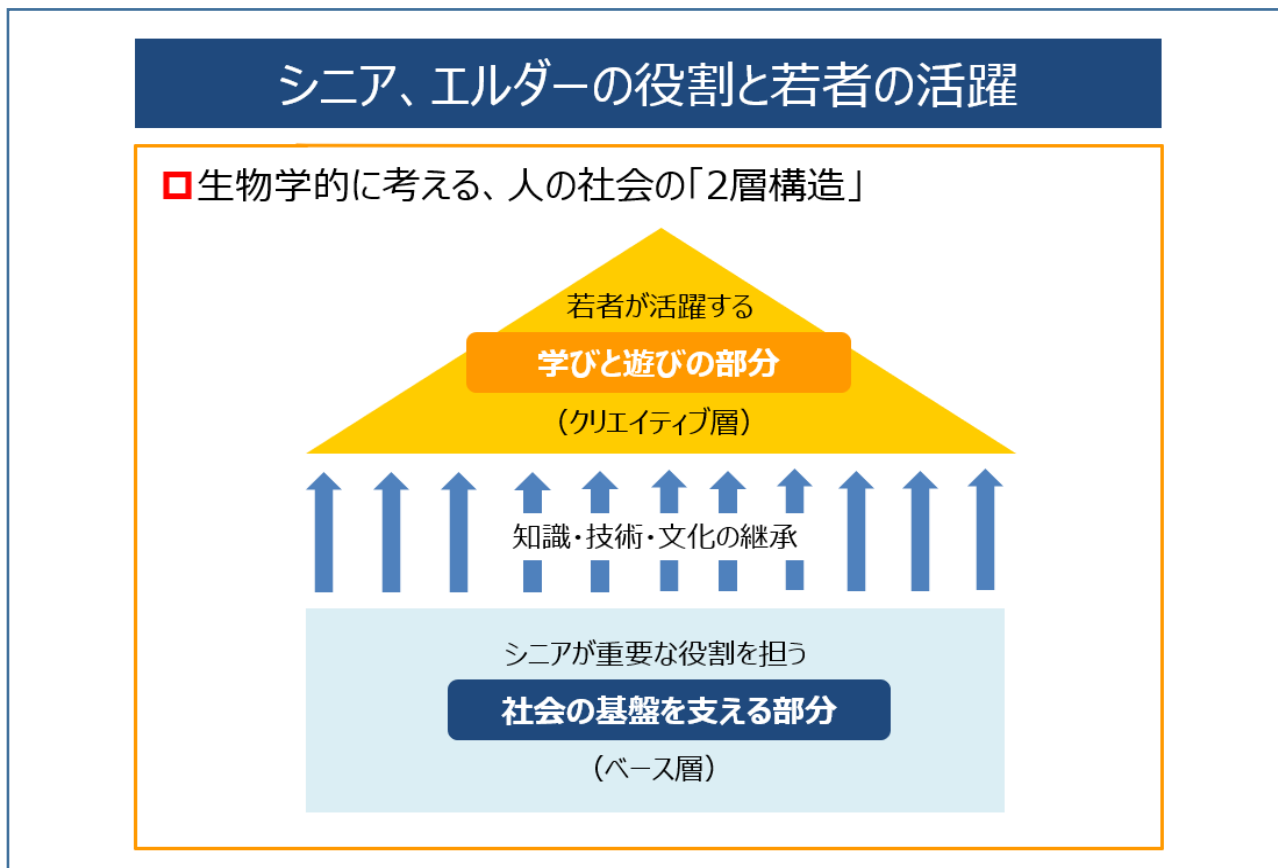 シニア、エルダーの役割と若者の活躍
生物学的に考える、人の社会の「2層構造」
若者が活躍する
学びと遊びの部分
（クリエイティブ層）
知識・技術・文化の継承
シニアが重要な役割を担う
社会の基盤を支える部分
（ベース層）